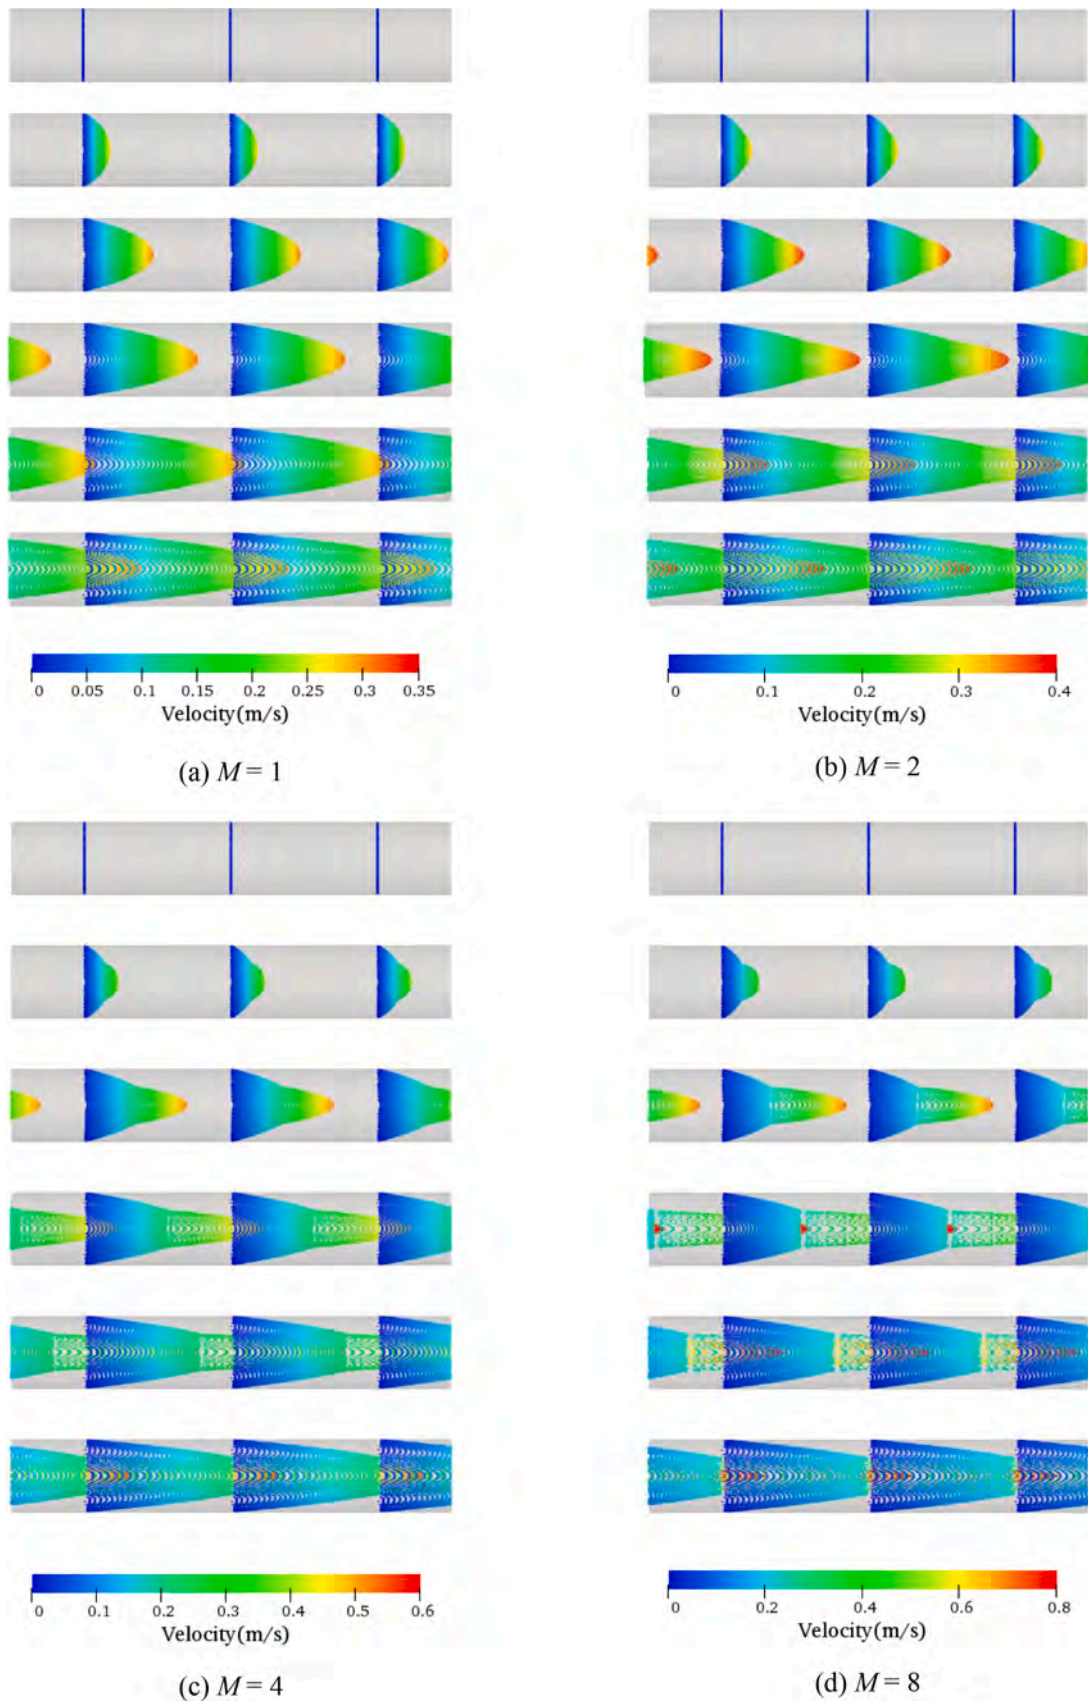 0 0.05 0.1 0.15 0.2 0.25 0.3 0.35
Velocity(m/s)
(a) M = 1
0 0.1 0.2 0.3 0.4
Velocity(m/s)
(b) M = 2
0 0.1 0.2 0.3 0.4 0.5 0.6
Velocity(m/s)
(c) M = 4
0 0.2 0.4 0.6 0.8
Velocity(m/s)
(d) M = 8